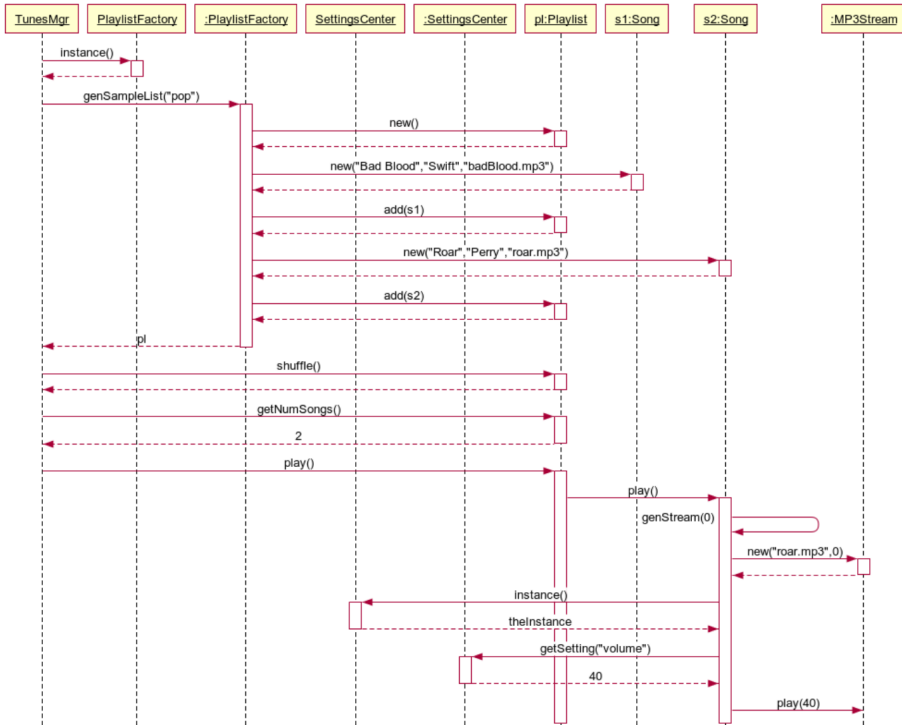 TunesMgr
PlaylistFactory
:PlaylistFactory
SettingsCenter
:SettingsCenter
pl:Playlist
s1:Song
s2:Song
:MP3Stream
instance()
genSampleList("pop")
new()
new("Bad Blood","Swift","badBlood.mp3")
add(s1)
new("Roar","Perry","roar.mp3")
add(s2)
pl
shuffle()
getNumSongs()
2
play()
play()
genStream(0)
new("roar.mp3",0)
instance()
theInstance
getSetting("volume")
40
play(40)